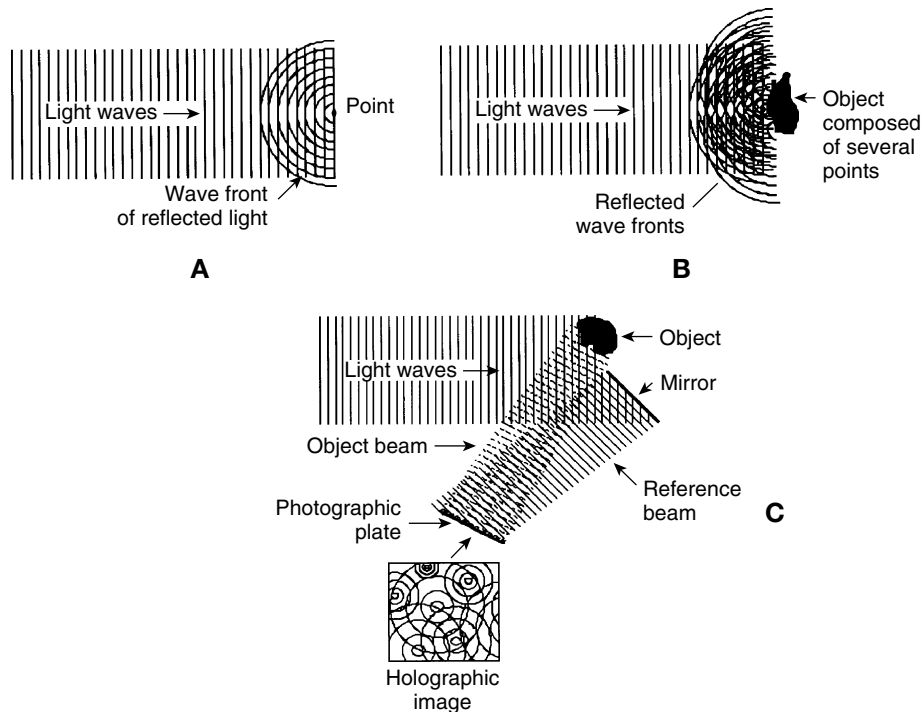 Light waves
Point
Wave front
of reflected light
A
Light waves
Object
composed
of several
points
Reflected
wave fronts
B
Light waves
Object
Mirror
Object beam
Reference
beam
Photographic
plate
C
Holographic
image